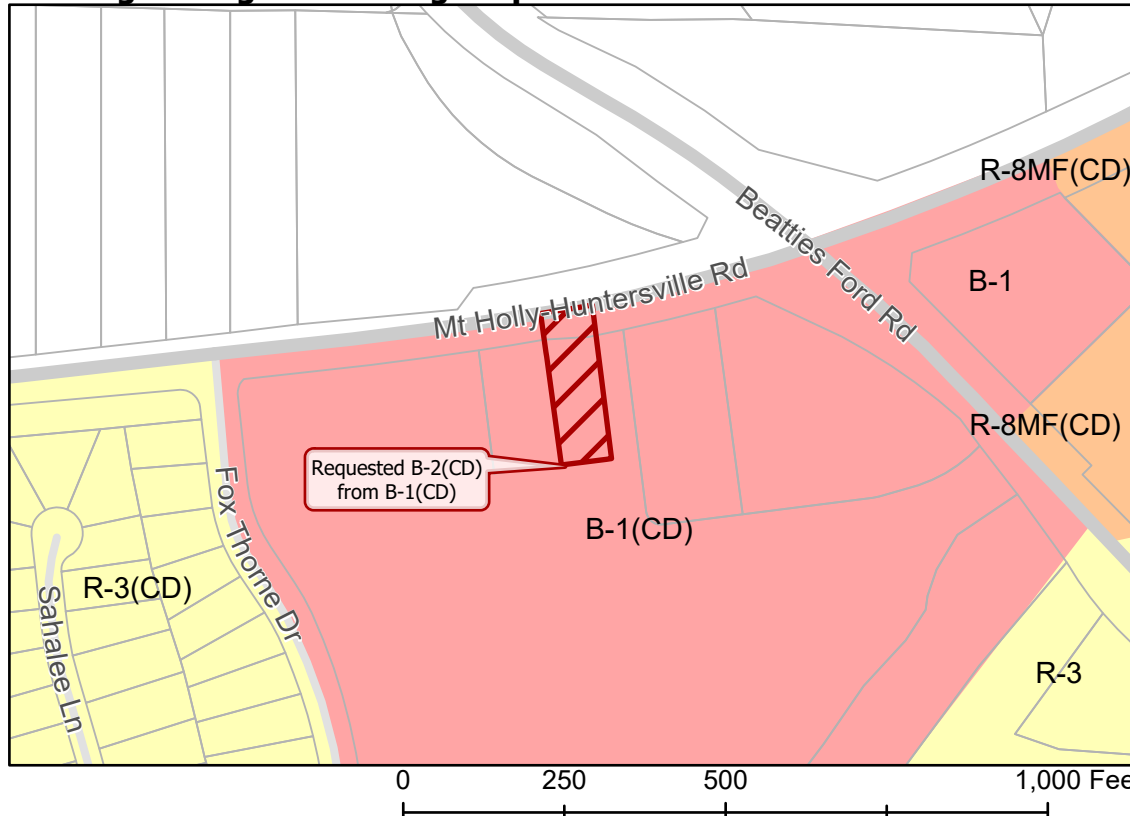 R-8MF(CD)
Beatties Ford Rd
B-1
Mt Holly-Huntersville Rd
R-8MF(CD)
Requested B-2(CD)
from B-1(CD)
Fox Thorne Dr
B-1(CD)
R-3(CD)
Sahalee Ln
R-3
0 250 500 1,000 Fee